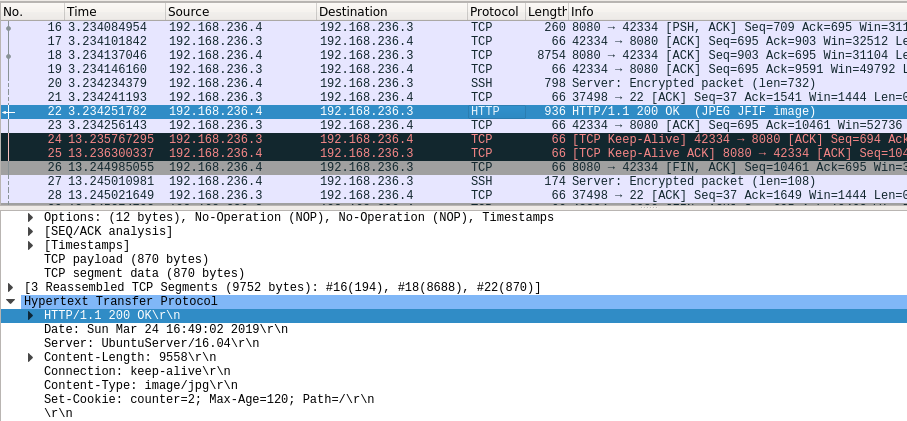 No. Time Source Destination Protocol Length Info
16 3.234084954 192.168.236.4 192.168.236.3 TCP 260 8080 → 42334 [PSH, ACK] Seq=709 Ack=695 Win=311
17 3.234101842 192.168.236.3 192.168.236.4 TCP 66 42334 → 8080 [ACK] Seq=695 Ack=903 Win=32512 Le
18 3.234137046 192.168.236.4 192.168.236.3 TCP 8754 8080 → 42334 [ACK] Seq=903 Ack=695 Win=31104 Le
19 3.234146160 192.168.236.3 192.168.236.4 TCP 66 42334 → 8080 [ACK] Seq=695 Ack=9591 Win=49792 L
20 3.234234379 192.168.236.4 192.168.236.3 SSH 798 Server: Encrypted packet (len=732)
21 3.234241193 192.168.236.3 192.168.236.4 TCP 66 37498 → 22 [ACK] Seq=37 Ack=1541 Win=1444 Len=0
22 3.234251782 192.168.236.4 192.168.236.3 HTTP 936 HTTP/1.1 200 OK (JPEG JFIF image)
23 3.234256143 192.168.236.3 192.168.236.4 TCP 66 42334 → 8080 [ACK] Seq=695 Ack=10461 Win=52736
24 13.235767295 192.168.236.3 192.168.236.4 TCP 66 [TCP Keep-Alive] 42334 → 8080 [ACK] Seq=694 Ack
25 13.236300337 192.168.236.4 192.168.236.3 TCP 66 [TCP Keep-Alive ACK] 8080 → 42334 [ACK] Seq=104
26 13.244985055 192.168.236.4 192.168.236.3 TCP 66 8080 → 42334 [FIN, ACK] Seq=10461 Ack=695 Win=3
27 13.245010981 192.168.236.4 192.168.236.3 SSH 174 Server: Encrypted packet (len=108)
28 13.245021649 192.168.236.3 192.168.236.4 TCP 66 37498 → 22 [ACK] Seq=37 Ack=1649 Win=1444 Len=0
Options: (12 bytes), No-Operation (NOP), No-Operation (NOP), Timestamps
[SEQ/ACK analysis]
[Timestamps]
TCP payload (870 bytes)
TCP segment data (870 bytes)
[3 Reassembled TCP Segments (9752 bytes): #16(194), #18(8688), #22(870)]
Hypertext Transfer Protocol
HTTP/1.1 200 OK\r\n
Date: Sun Mar 24 16:49:02 2019\r\n
Server: UbuntuServer/16.04\r\n
Content-Length: 9558\r\n
Connection: keep-alive\r\n
Content-Type: image/jpg\r\n
Set-Cookie: counter=2; Max-Age=120; Path=/\r\n
\r\n